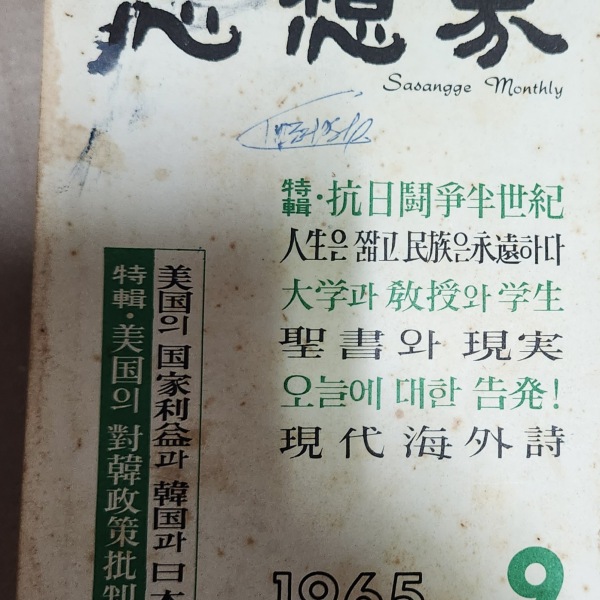 思想界
Sasangge Monthly
特輯·抗日鬪爭半世紀
人生은 짧고 民族은 永遠하다
大学과 敎授와 学生
聖書와 現実
오늘에 대한 告発!
現代海外詩
美国의 国家利益과 韓国과 日本
特輯·美国의 對韓政策批判
1965 9